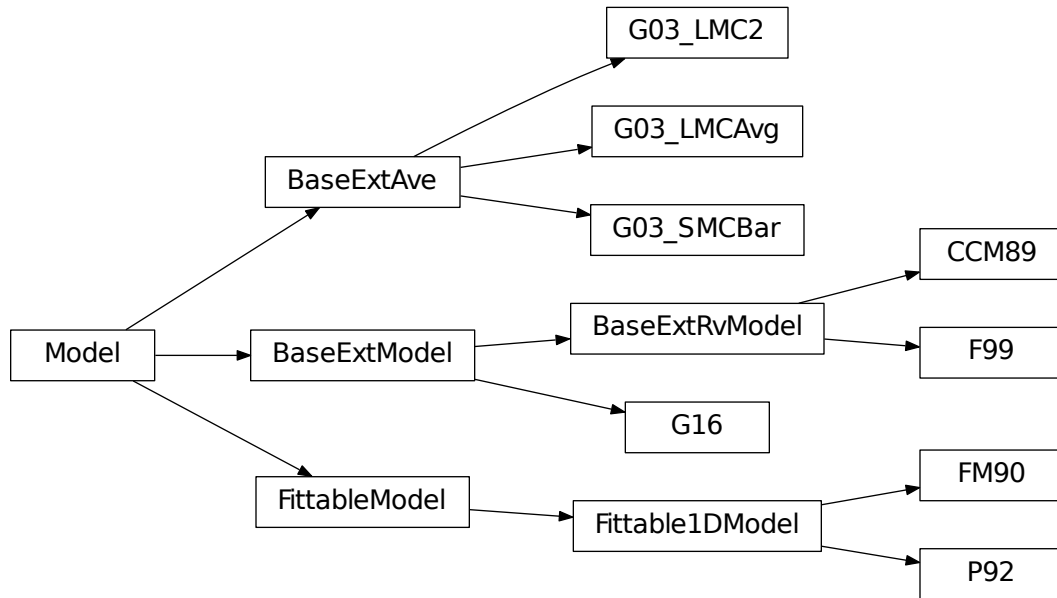 G03_LMC2
G03_LMCAvg
BaseExtAve
G03_SMCBar
CCM89
BaseExtRvModel
Model
BaseExtModel
F99
G16
FM90
FittableModel
Fittable1DModel
P92